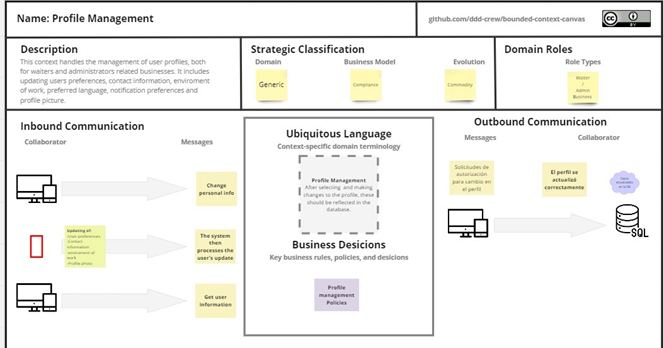 Name: Profile Management
github.com/ddd-crew/bounded-context-canvas
CC
BY
Description
This context handles the management of user profiles, both
for waiters and administrators related businesses. It includes
updating users preferences, contact information, enviroment
of work, preferred language, notification preferences and
profile picture.
Strategic Classification
Domain
Business Model
Evolution
Generic
Compliance
Commodity
Domain Roles
Role Types
Waiter
/
Admin
Business
Inbound Communication
Collaborator
Messages
Change
personal info
Updating of:
-User preferences
-Contact
information
-enviroment of
work
-Profile photo
The system
then
processes the
user's update
Get user
information
Ubiquitous Language
Context-specific domain terminology
Profile Management
After selecting, and making
changes to the profile, these
should be reflected in the
database.
Business Desicions
Key business rules, policies, and desicions
Profile
management
Policies
Outbound Communication
Messages
Collaborator
Solicitudes de
autorización
para cambio en
el perfil
El perfil se
actualizó
correctamente
SQL